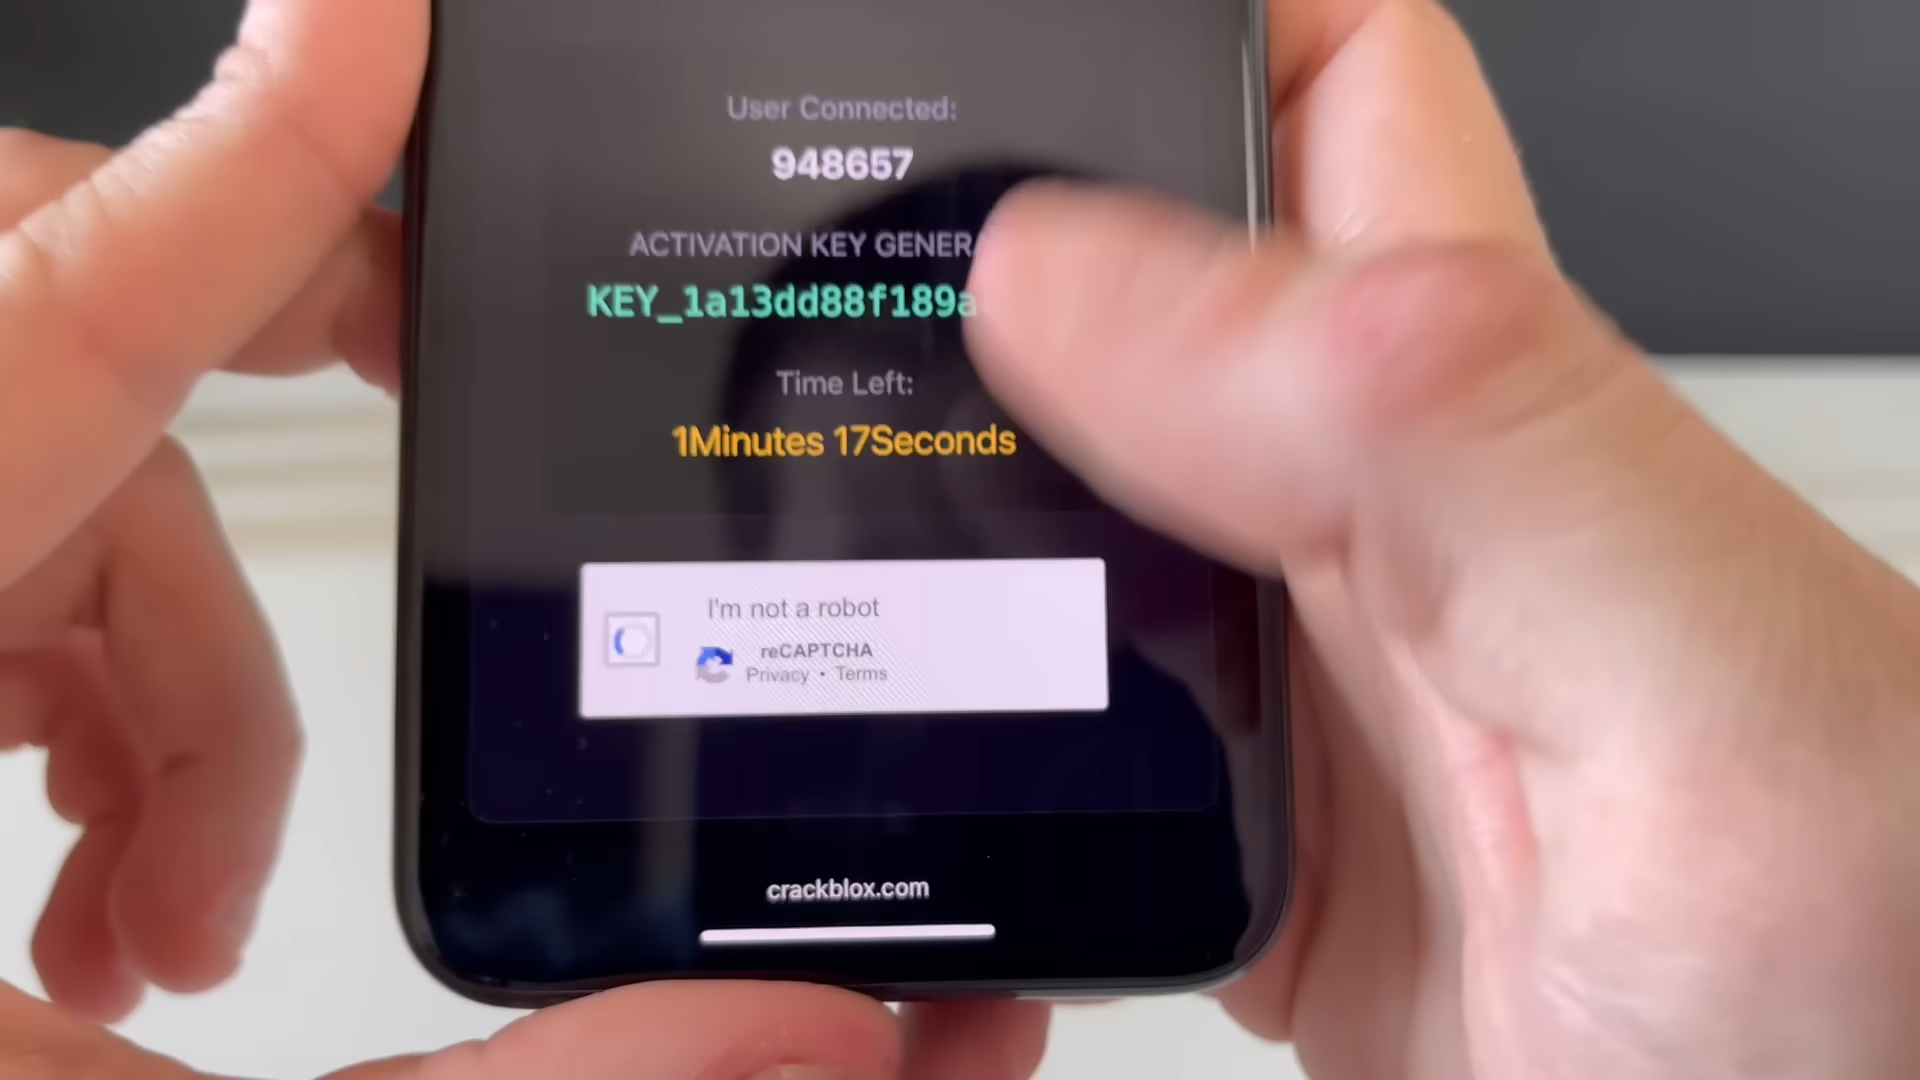 User Connected:
948657
ACTIVATION KEY GENER
KEY_1a13dd88f189a
Time Left:
1Minutes 17Seconds
I'm not a robot
reCAPTCHA
Privacy • Terms
crackblox.com